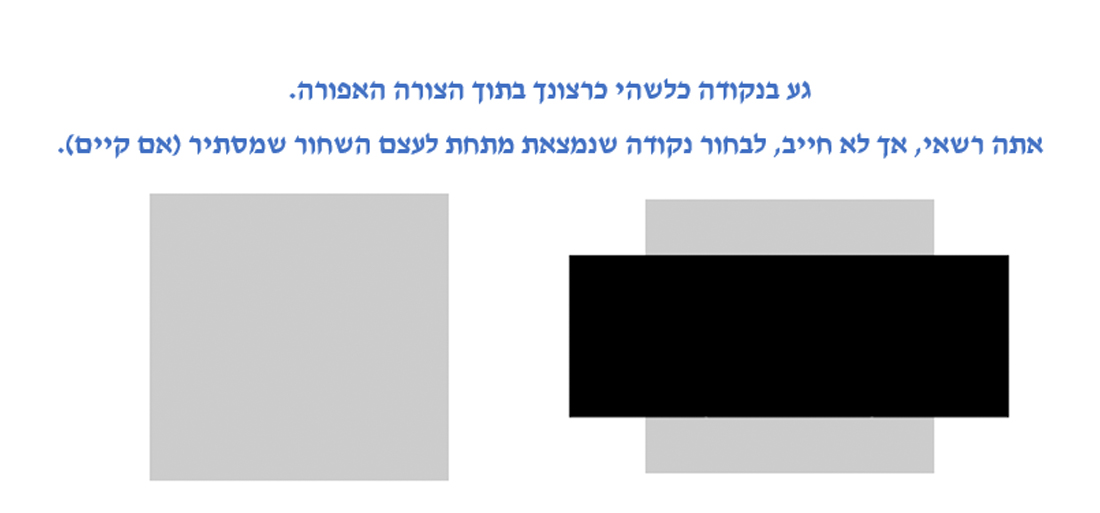 גע בנקודה כלשהי כרצונך בתוך הצורה האפורה.
אתה רשאי, אך לא חייב, לבחור נקודה שנמצאת מתחת לעצם השחור שמסתיר (אם קיים).